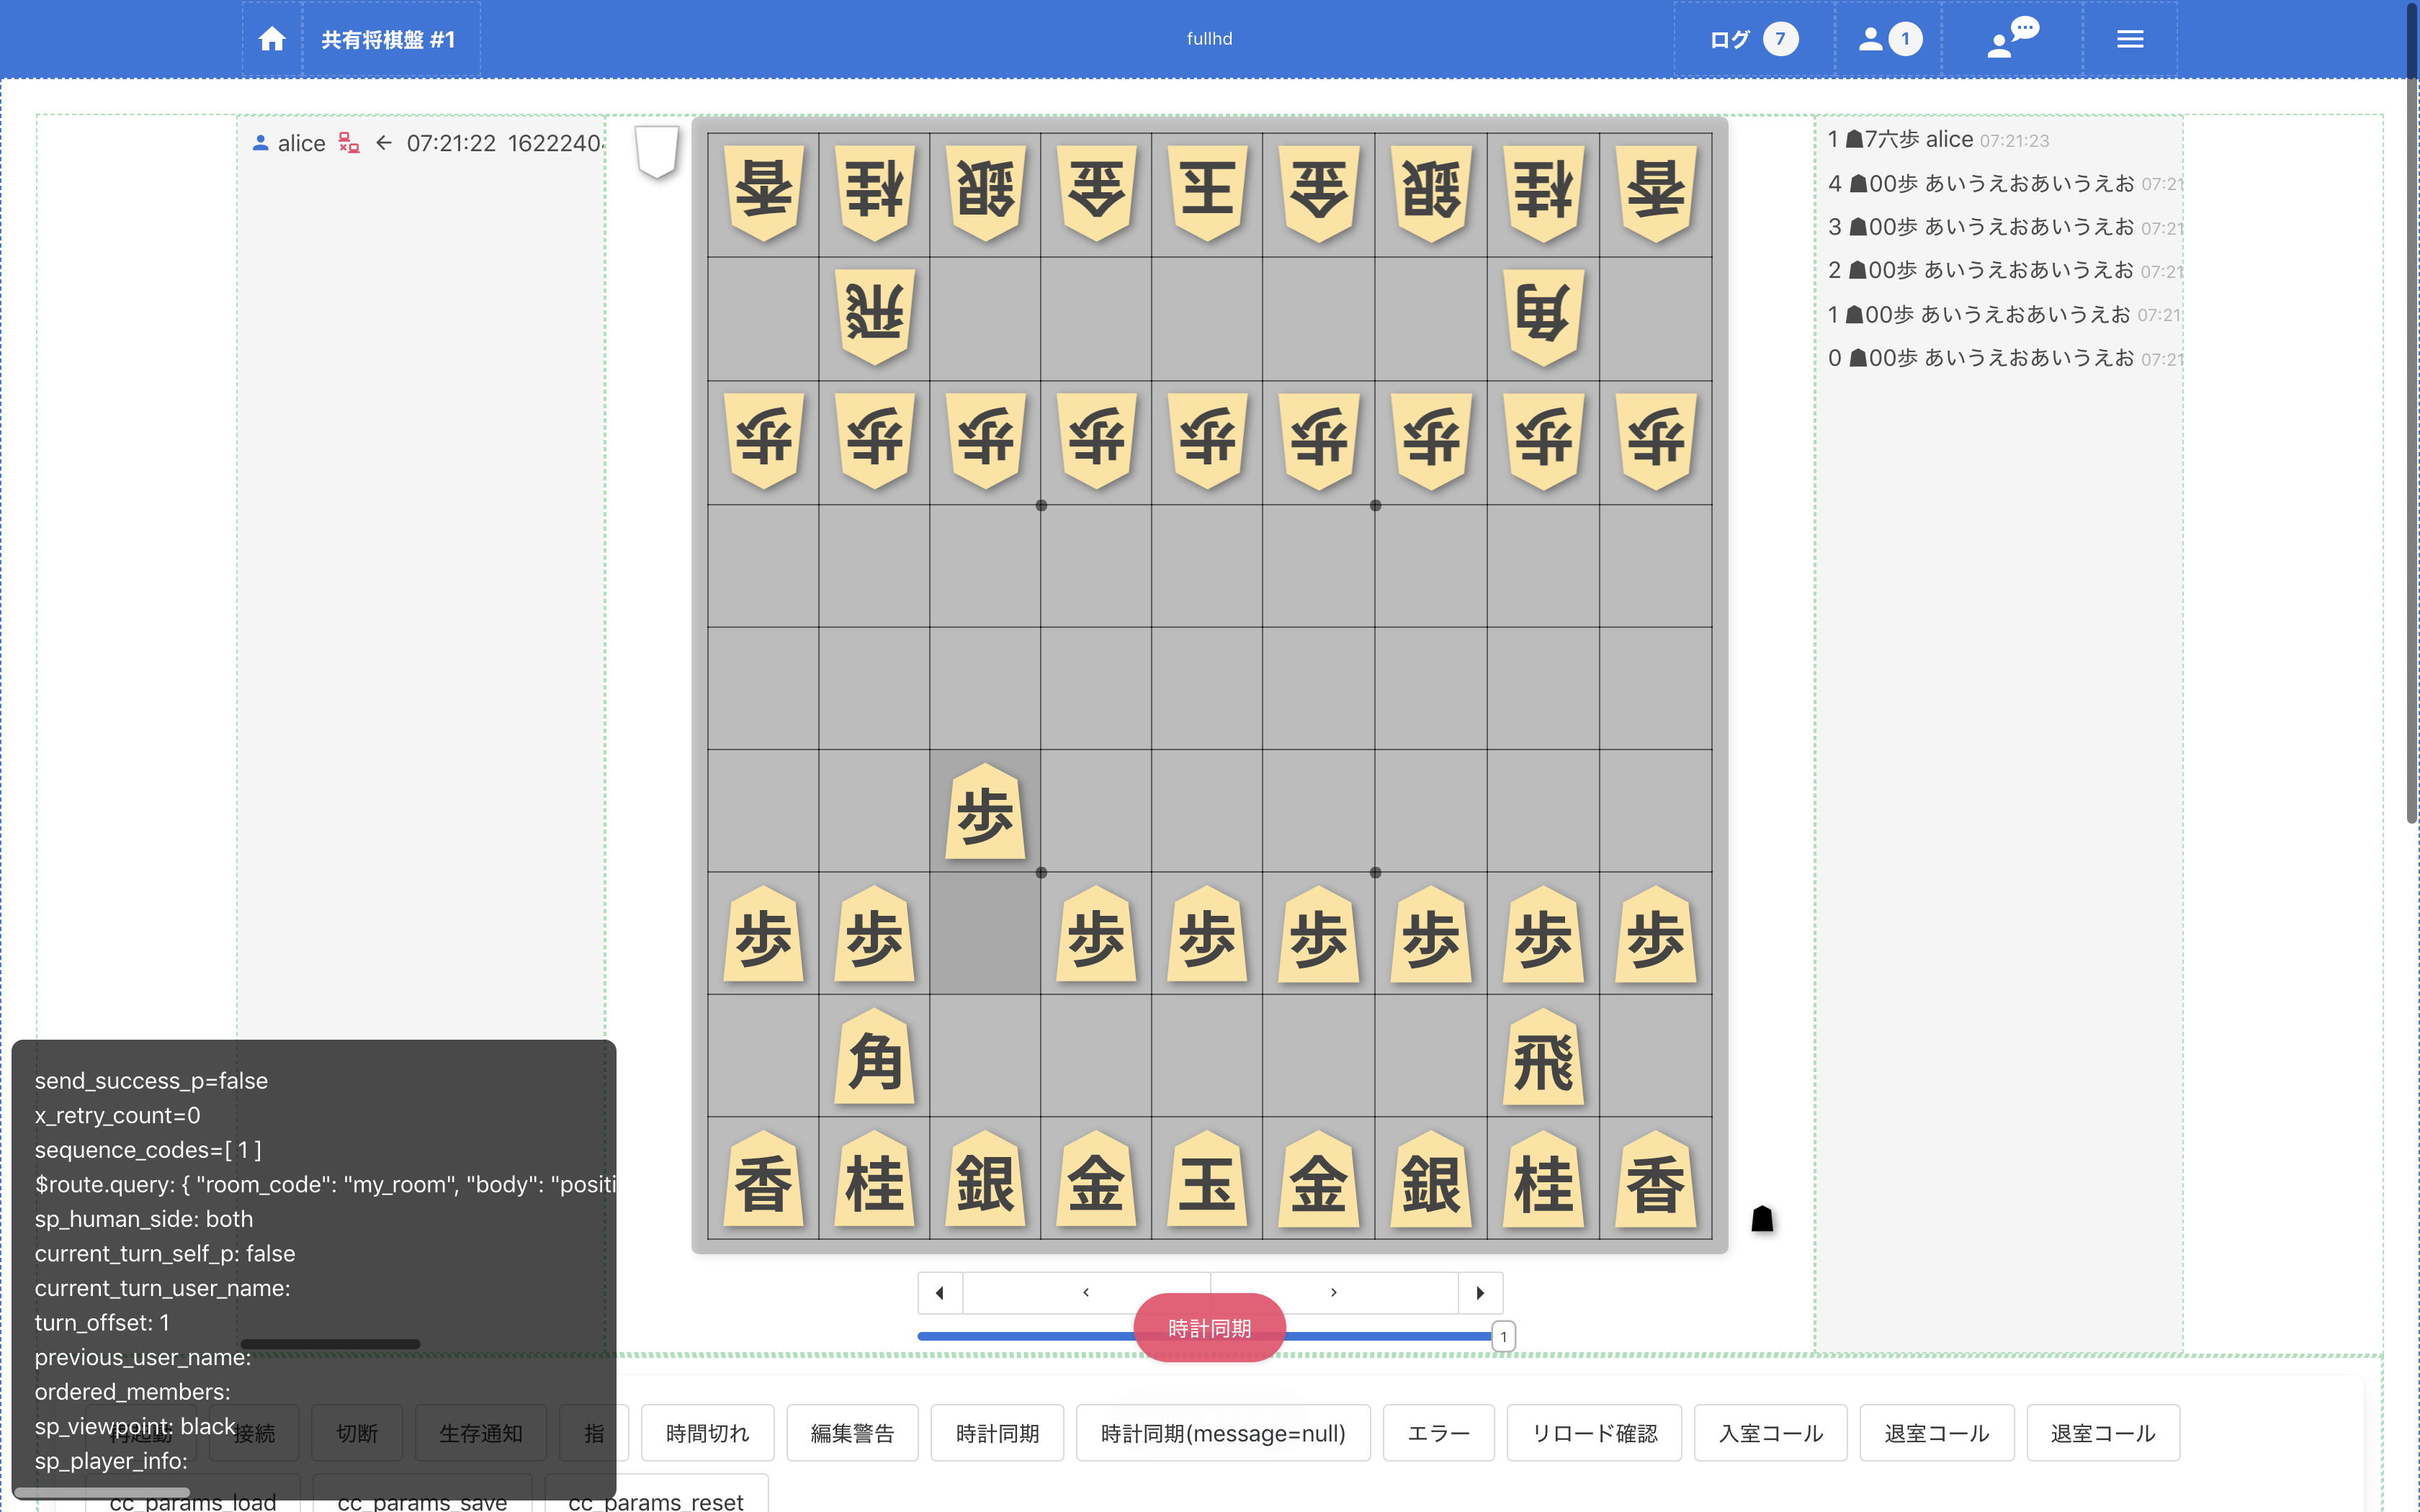 共有将棋盤 #1
fullhd
ログ 7
1
alice ← 07:21:22 1622240
1 ☗7六歩 alice 07:21:23
4 ☗00歩 あいうえおあいうえお 07:21
3 ☗00歩 あいうえおあいうえお 07:21
2 ☗00歩 あいうえおあいうえお 07:21
1 ☗00歩 あいうえおあいうえお 07:21
0 ☗00歩 あいうえおあいうえお 07:21
香 桂 銀 金 玉 金 銀 桂 香
飛 角
歩 歩 歩 歩 歩 歩 歩 歩 歩
歩
歩 歩 歩 歩 歩 歩 歩 歩
角 飛
香 桂 銀 金 玉 金 銀 桂 香
時計同期
1
send_success_p=false
x_retry_count=0
sequence_codes=[ 1 ]
$route.query: { "room_code": "my_room", "body": "positi
sp_human_side: both
current_turn_self_p: false
current_turn_user_name:
turn_offset: 1
previous_user_name:
ordered_members:
sp_viewpoint: black
sp_player_info:
再起動 接続 切断 生存通知 指 時間切れ 編集警告 時計同期 時計同期(message=null) エラー リロード確認 入室コール 退室コール 退室コール
cc_params_load cc_params_save cc_params_reset